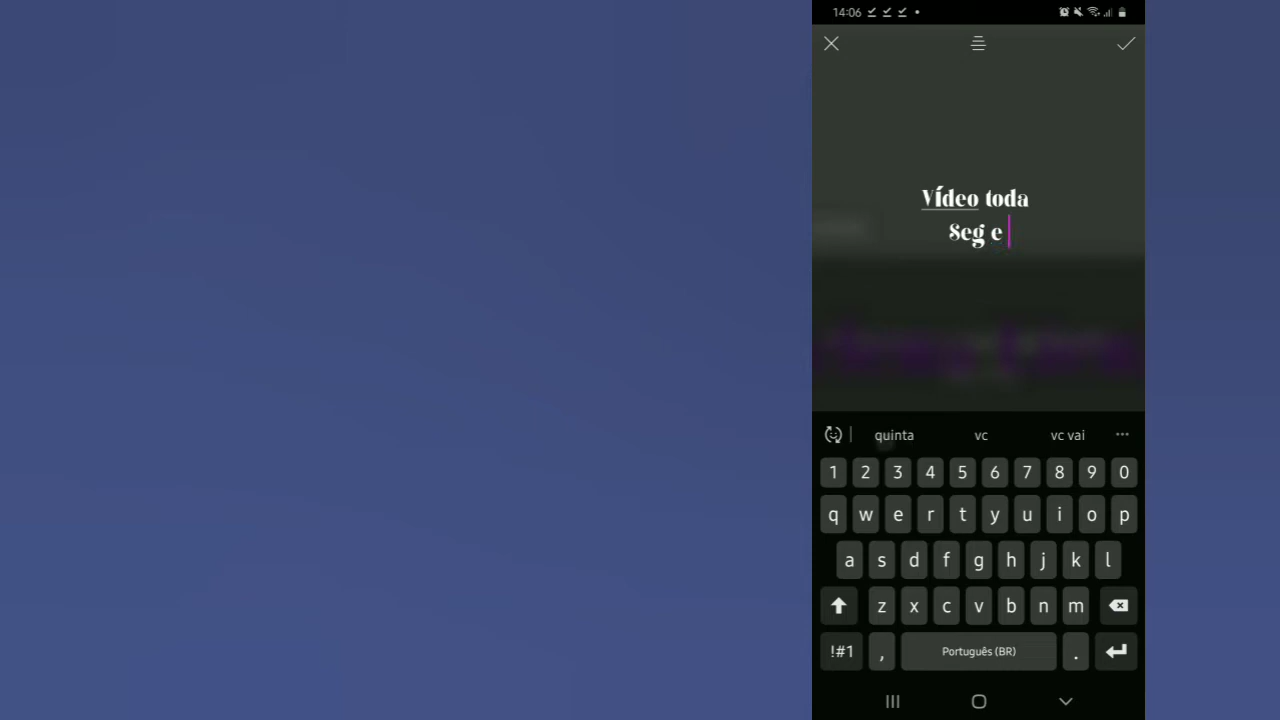 14:06
Vídeo toda
Seg e
quinta vc vc vai
1 2 3 4 5 6 7 8 9 0
q w e r t y u i o p
a s d f g h j k l
z x c v b n m
!#1 , Português (BR) .